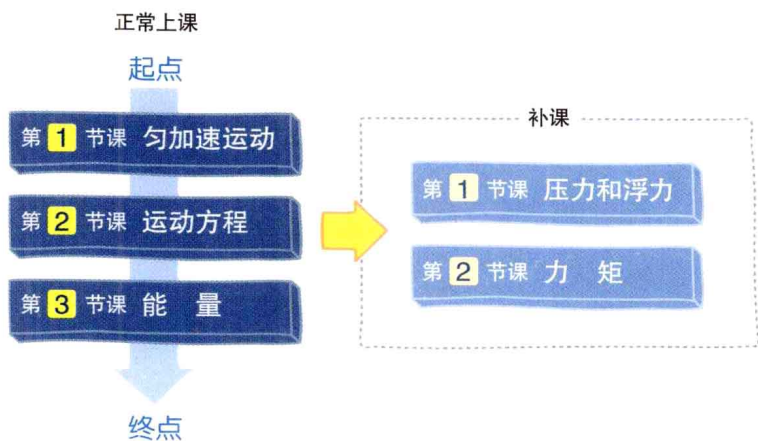 正常上课
起点
第 1 节课 匀加速运动
第 2 节课 运动方程
第 3 节课 能 量
终点
补课
第 1 节课 压力和浮力
第 2 节课 力 矩